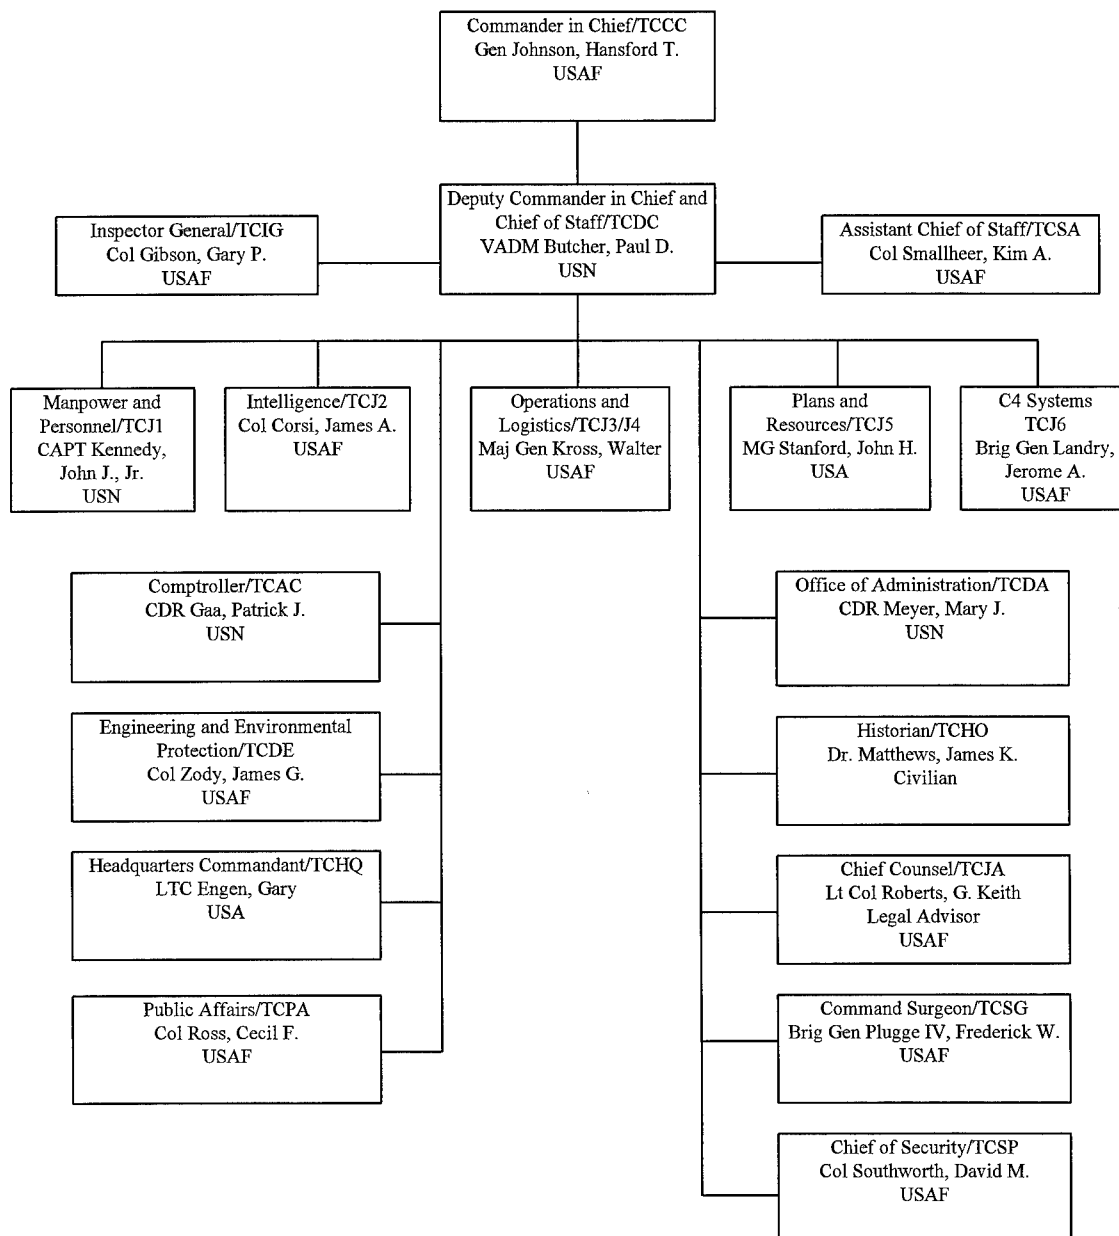 Commander in Chief/TCCC
Gen Johnson, Hansford T.
USAF
Deputy Commander in Chief and
Chief of Staff/TCDC
VADM Butcher, Paul D.
USN
Inspector General/TCIG
Col Gibson, Gary P.
USAF
Assistant Chief of Staff/TCSA
Col Smallheer, Kim A.
USAF
Manpower and
Personnel/TCJ1
CAPT Kennedy,
John J., Jr.
USN
Intelligence/TCJ2
Col Corsi, James A.
USAF
Operations and
Logistics/TCJ3/J4
Maj Gen Kross, Walter
USAF
Plans and
Resources/TCJ5
MG Stanford, John H.
USA
C4 Systems
TCJ6
Brig Gen Landry,
Jerome A.
USAF
Comptroller/TCAC
CDR Gaa, Patrick J.
USN
Office of Administration/TCDA
CDR Meyer, Mary J.
USN
Engineering and Environmental
Protection/TCDE
Col Zody, James G.
USAF
Historian/TCHO
Dr. Matthews, James K.
Civilian
Headquarters Commandant/TCHQ
LTC Engen, Gary
USA
Chief Counsel/TCJA
Lt Col Roberts, G. Keith
Legal Advisor
USAF
Public Affairs/TCPA
Col Ross, Cecil F.
USAF
Command Surgeon/TCSG
Brig Gen Plugge IV, Frederick W.
USAF
Chief of Security/TCSP
Col Southworth, David M.
USAF